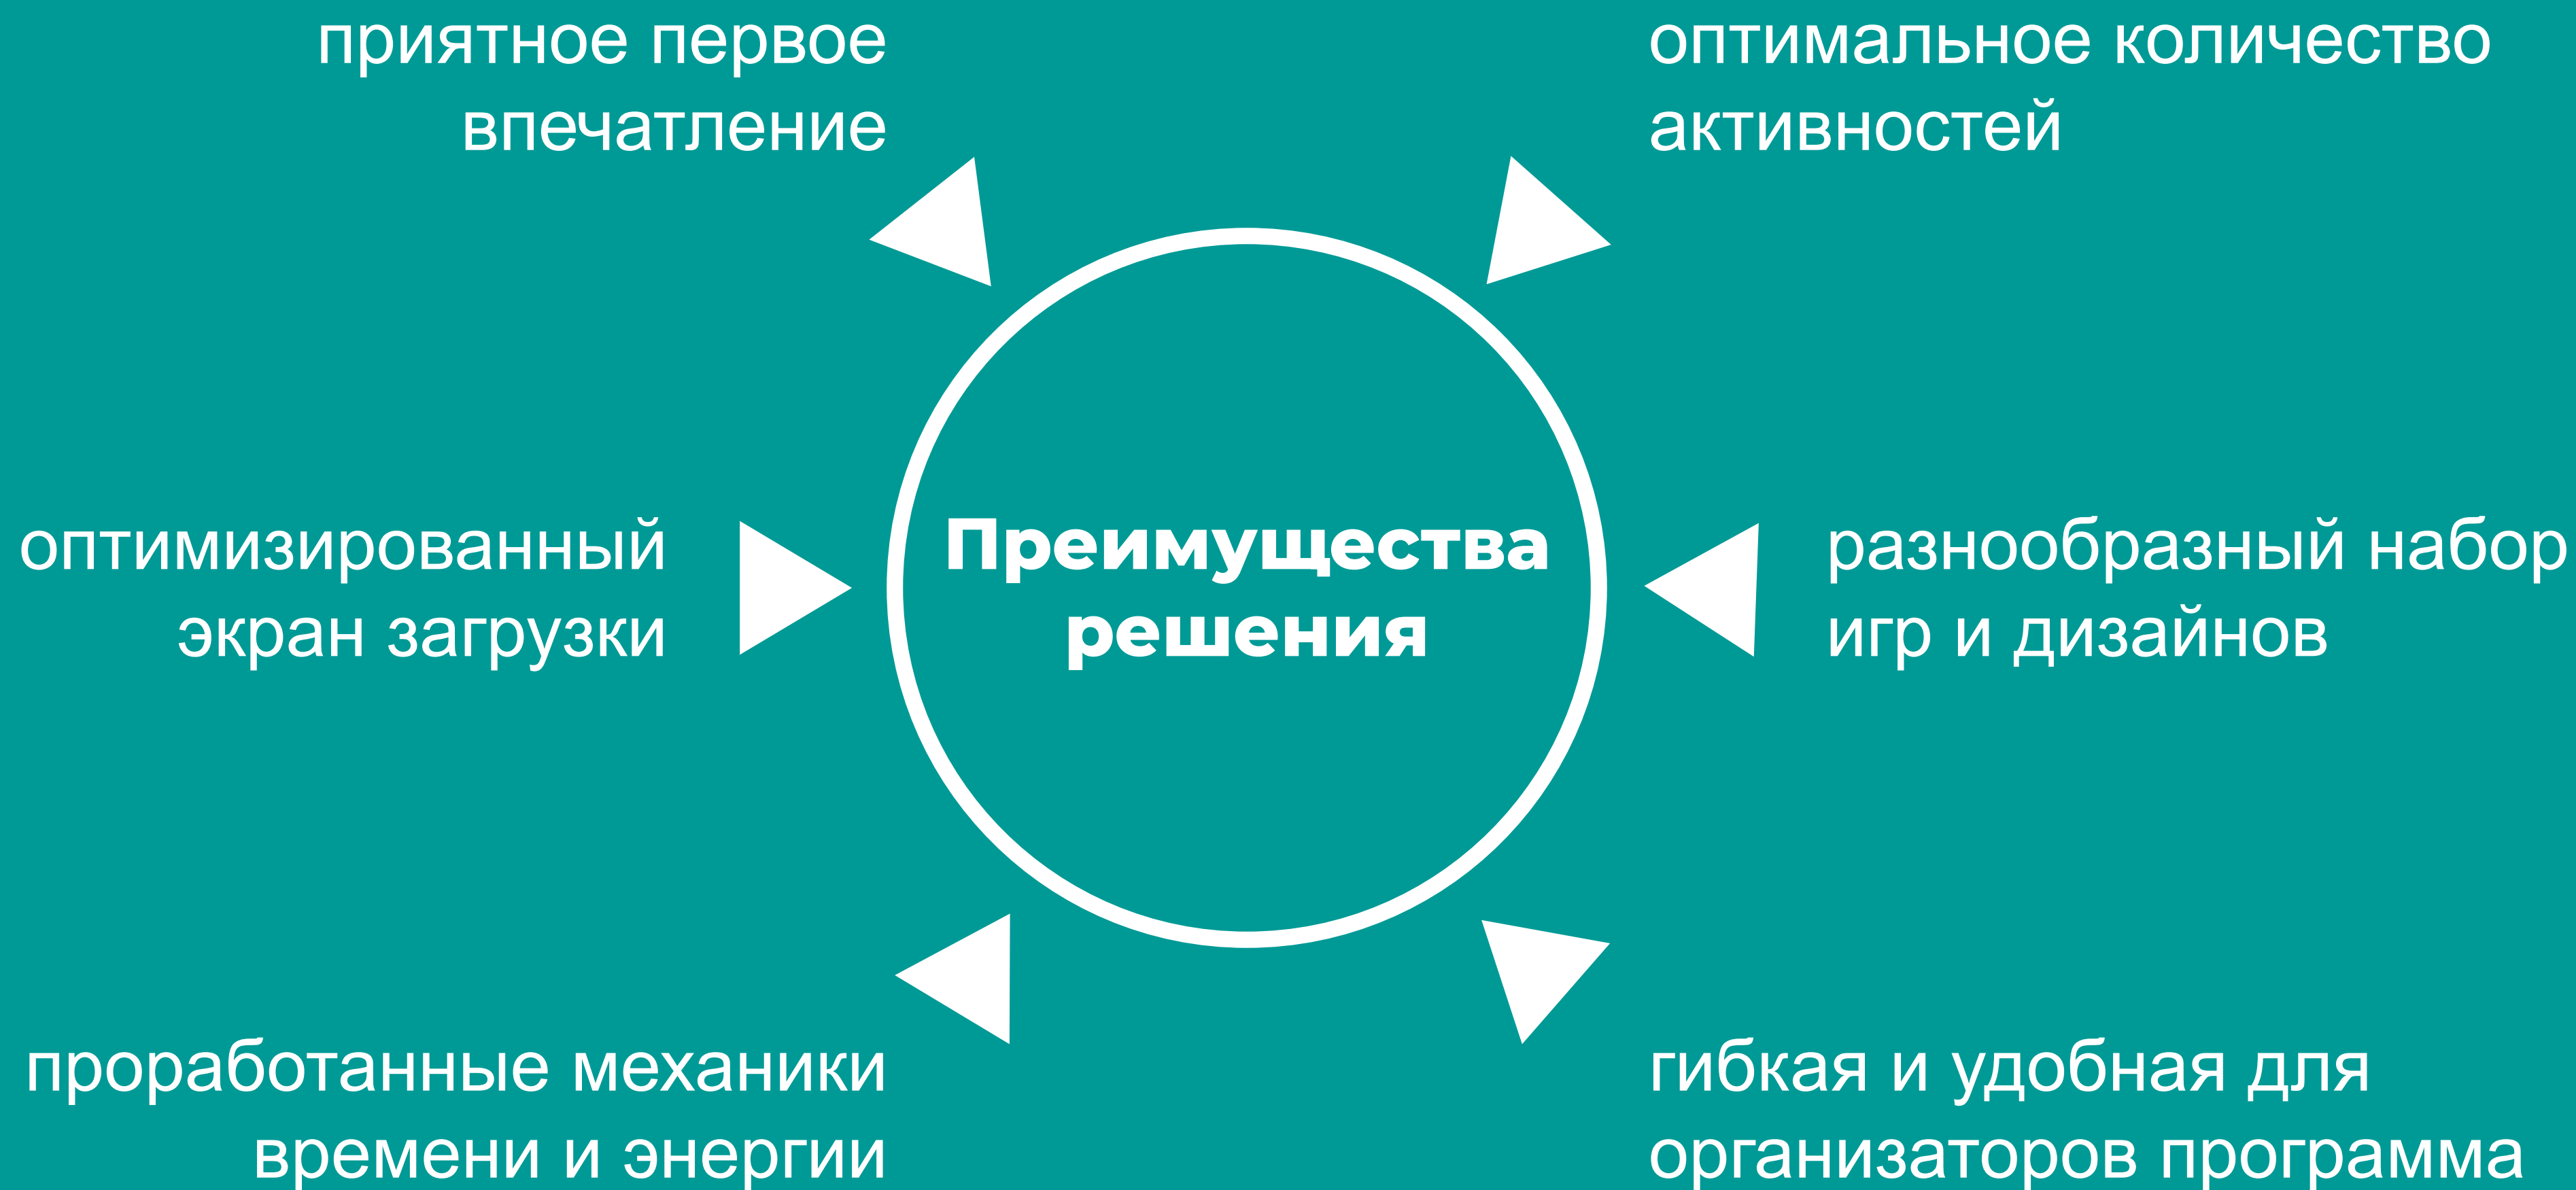 приятное первое
впечатление
оптимальное количество
активностей
оптимизированный
экран загрузки
Преимущества
решения
разнообразный набор
игр и дизайнов
проработанные механики
времени и энергии
гибкая и удобная для
организаторов программа